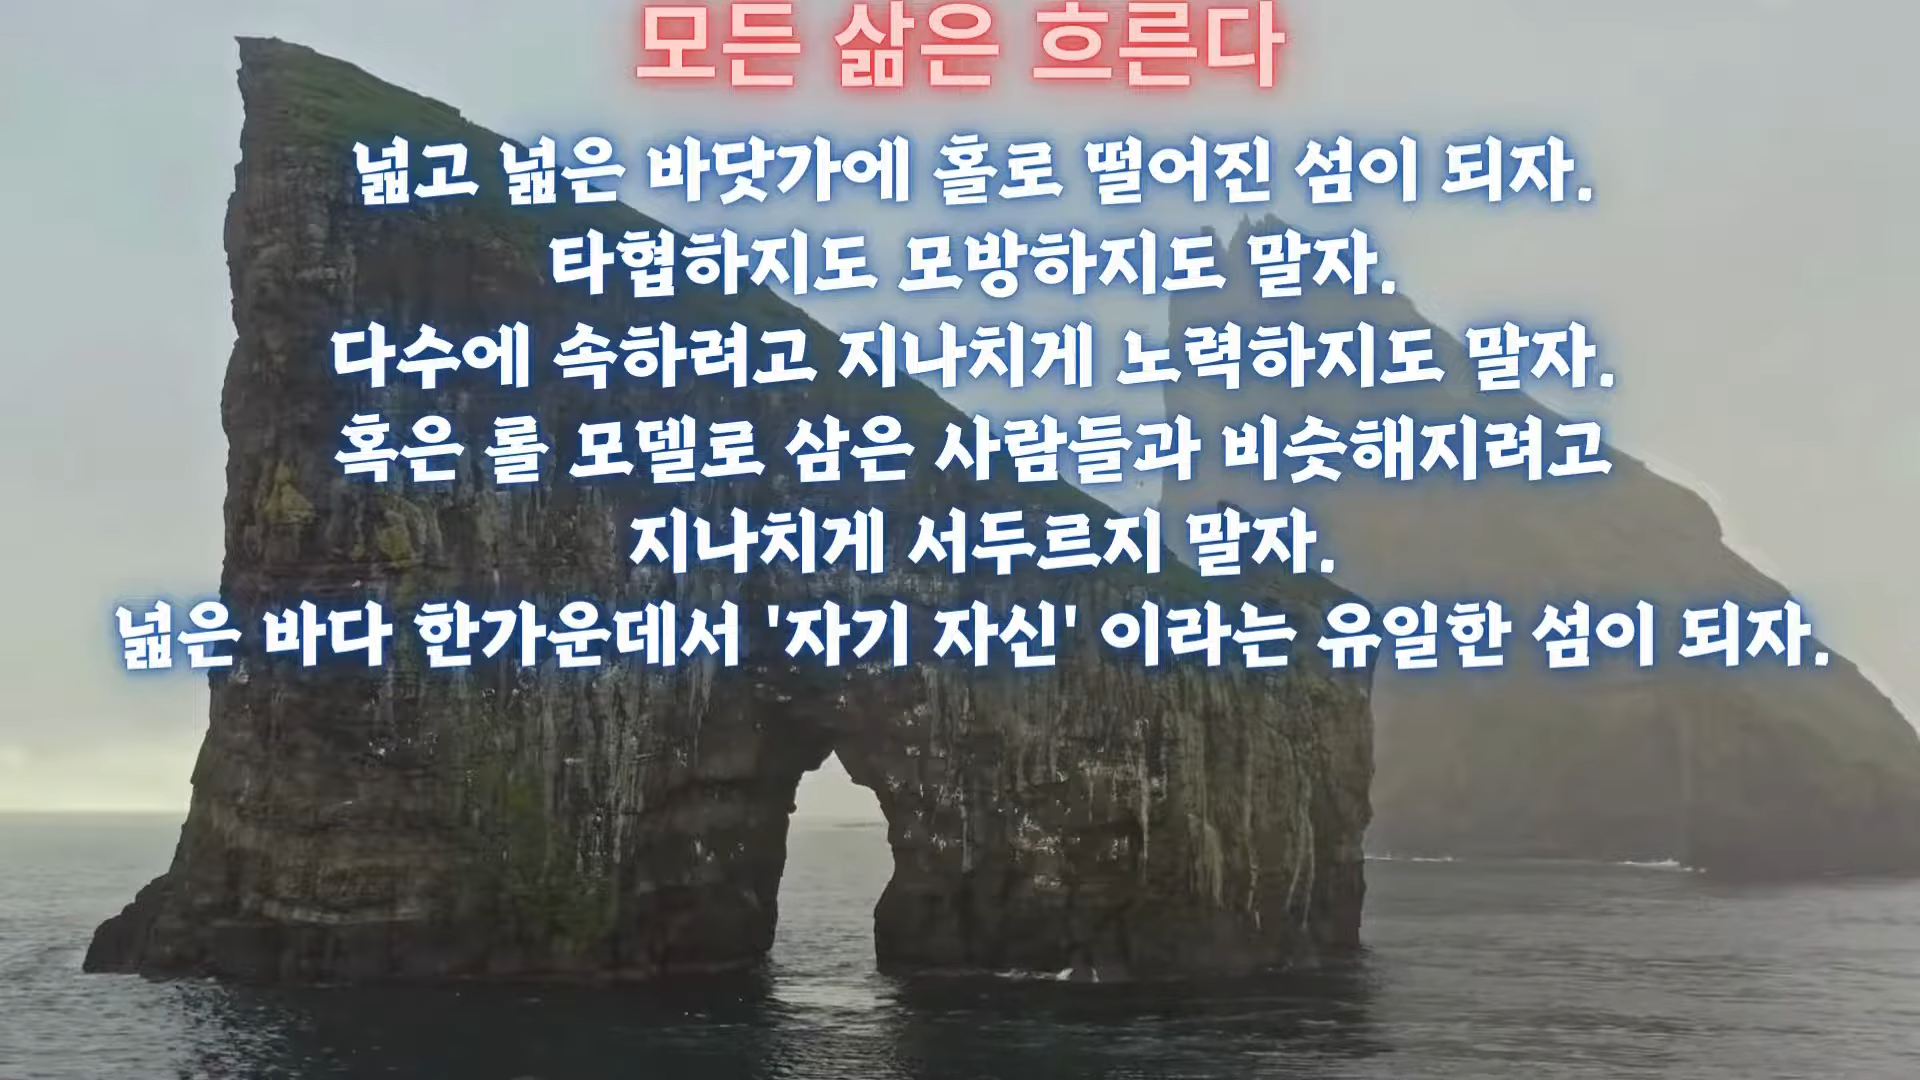 모든 삶은 흐른다
넓고 넓은 바닷가에 홀로 떨어진 섬이 되자.
타협하지도 모방하지도 말자.
다수에 속하려고 지나치게 노력하지도 말자.
혹은 롤 모델로 삼은 사람들과 비슷해지려고
지나치게 서두르지 말자.
넓은 바다 한가운데서 '자기 자신' 이라는 유일한 섬이 되자.